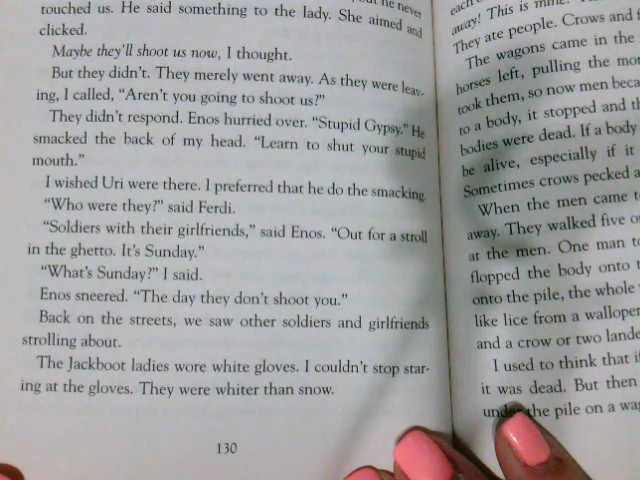 he never
touched us. He said something to the lady. She aimed and
clicked.
Maybe they'll shoot us now, I thought.
But they didn't. They merely went away. As they were leav-
ing, I called, "Aren't you going to shoot us?"
They didn't respond. Enos hurried over. "Stupid Gypsy." He
smacked the back of my head. "Learn to shut your stupid
mouth."
I wished Uri were there. I preferred that he do the smacking.
"Who were they?" said Ferdi.
"Soldiers with their girlfriends," said Enos. "Out for a stroll
in the ghetto. It's Sunday."
"What's Sunday?" I said.
Enos sneered. "The day they don't shoot you."
Back on the streets, we saw other soldiers and girlfriends
strolling about.
The Jackboot ladies wore white gloves. I couldn't stop star-
ing at the gloves. They were whiter than snow.
130
away! This is mine!
They ate people. Crows and
The wagons came in the
horses left, pulling the
took them, so now men
to a body, it stopped and
bodies were dead. If a body
be alive, especially if it
Sometimes crows pecked
When the men came
away. They walked five
at the men. One man
flopped the body onto
onto the pile, the whole
like lice from a
and a crow or two
I used to think that
it was dead. But then
under the pile on a